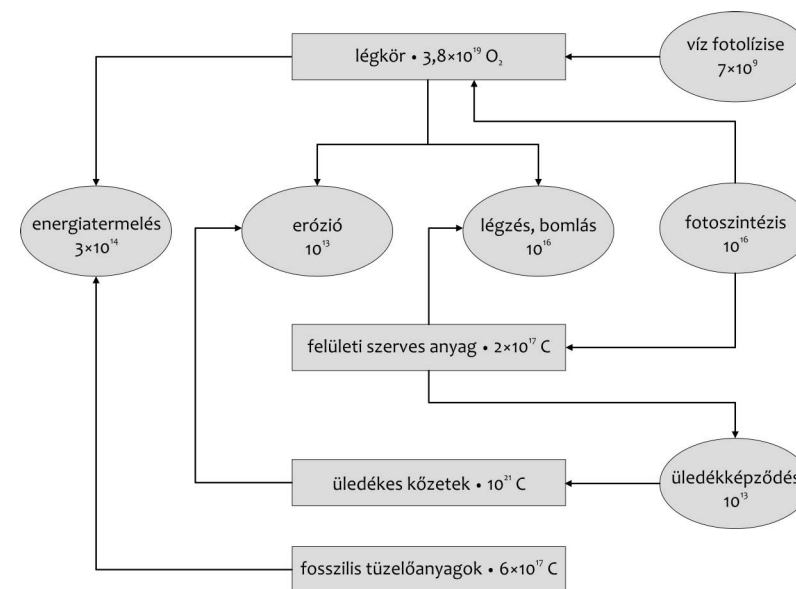 légkör • 3,8×10¹⁹ O₂
víz fotolízise
7×10⁹
energiatermelés
3×10¹⁴
erózió
10¹³
légzés, bomlás
10¹⁶
fotoszintézis
10¹⁶
felületi szerves anyag • 2×10¹⁷ C
üledékes kőzetek • 10²¹ C
üledékképződés
10¹³
fosszilis tüzelőanyagok • 6×10¹⁷ C